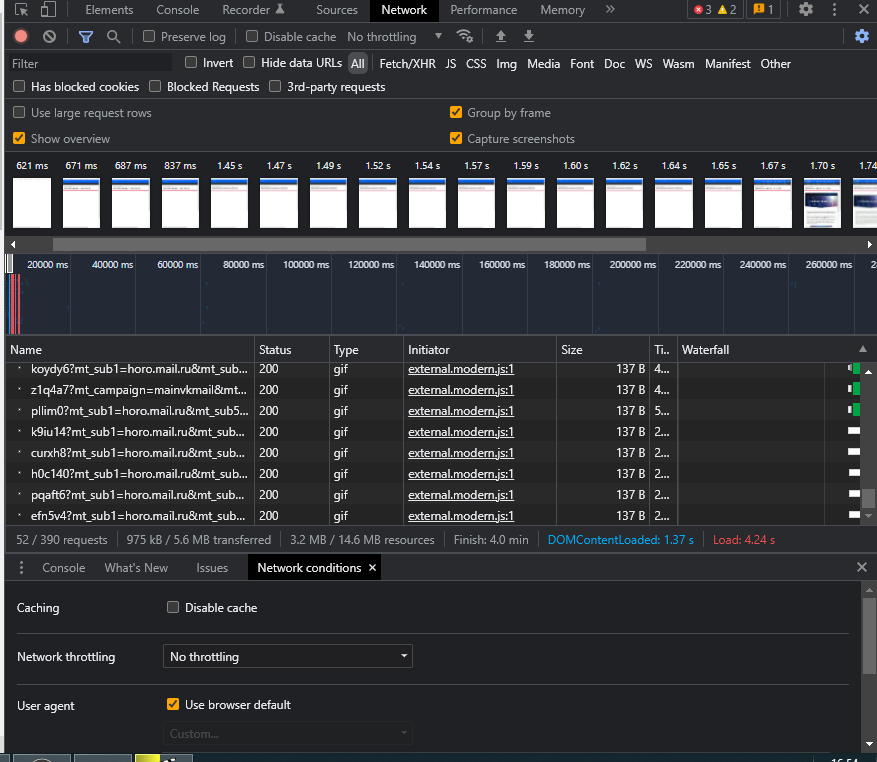 Elements Console Recorder Sources Network Performance Memory » 3 2 1
Preserve log Disable cache No throttling
Filter Invert Hide data URLs All Fetch/XHR JS CSS Img Media Font Doc WS Wasm Manifest Other
Has blocked cookies Blocked Requests 3rd-party requests
Use large request rows Group by frame
Show overview Capture screenshots
621 ms 671 ms 687 ms 837 ms 1.45 s 1.47 s 1.49 s 1.52 s 1.54 s 1.57 s 1.59 s 1.60 s 1.62 s 1.64 s 1.65 s 1.67 s 1.70 s 1.74
20000 ms 40000 ms 60000 ms 80000 ms 100000 ms 120000 ms 140000 ms 160000 ms 180000 ms 200000 ms 220000 ms 240000 ms 260000 ms 2
Name Status Type Initiator Size Ti... Waterfall
koydy6?mt_sub1=horo.mail.ru&mt_sub... 200 gif external.modern.js:1 137 B 4...
z1q4a7?mt_campaign=mainvkmail&mt... 200 gif external.modern.js:1 137 B 4...
pllim0?mt_sub1=horo.mail.ru&mt_sub5... 200 gif external.modern.js:1 137 B 5...
k9iu14?mt_sub1=horo.mail.ru&mt_sub... 200 gif external.modern.js:1 137 B 2...
curxh8?mt_sub1=horo.mail.ru&mt_sub... 200 gif external.modern.js:1 137 B 2...
h0c140?mt_sub1=horo.mail.ru&mt_sub... 200 gif external.modern.js:1 137 B 2...
pqaft6?mt_sub1=horo.mail.ru&mt_sub... 200 gif external.modern.js:1 137 B 2...
efn5v4?mt_sub1=horo.mail.ru&mt_sub... 200 gif external.modern.js:1 137 B 2...
52 / 390 requests 975 kB / 5.6 MB transferred 3.2 MB / 14.6 MB resources Finish: 4.0 min DOMContentLoaded: 1.37 s Load: 4.24 s
Console What's New Issues Network conditions ×
Caching Disable cache
Network throttling No throttling
User agent Use browser default
Custom...
16:54